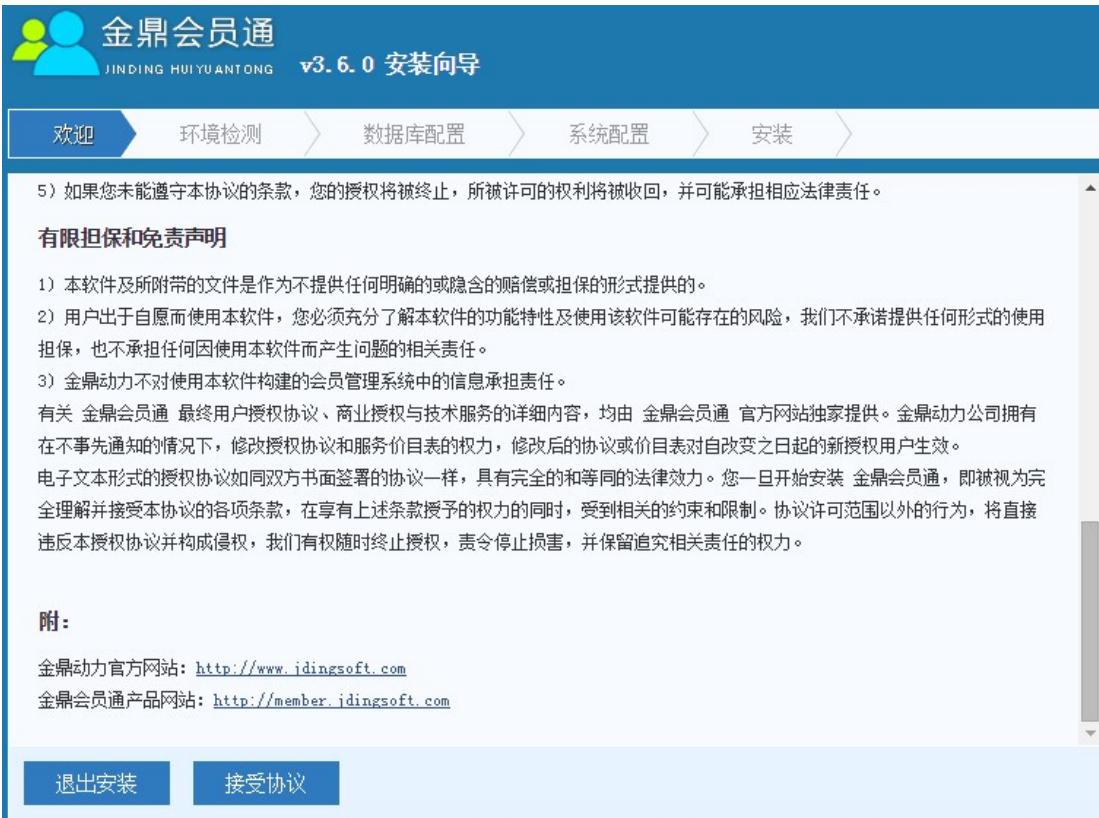 金鼎会员通
JINDING HUIYUANTONG
v3.6.0 安装向导
欢迎 环境检测 数据库配置 系统配置 安装
5）如果您未能遵守本协议的条款，您的授权将被终止，所被许可的权利将被收回，并可能承担相应法律责任。
有限担保和免责声明
1）本软件及所附带的文件是作为不提供任何明确的或隐含的赔偿或担保的形式提供的。
2）用户出于自愿而使用本软件，您必须充分了解本软件的功能特性及使用该软件可能存在的风险，我们不承诺提供任何形式的使用
担保，也不承担任何因使用本软件而产生问题的相关责任。
3）金鼎动力不对使用本软件构建的会员管理系统中的信息承担责任。
有关 金鼎会员通 最终用户授权协议、商业授权与技术服务的详细内容，均由 金鼎会员通 官方网站独家提供。金鼎动力公司拥有
在不事先通知的情况下，修改授权协议和服务价目表的权力，修改后的协议或价目表对自改变之日起的新授权用户生效。
电子文本形式的授权协议如同双方书面签署的协议一样，具有完全的和等同的法律效力。您一旦开始安装 金鼎会员通，即被视为完
全理解并接受本协议的各项条款，在享有上述条款授予的权力的同时，受到相关的约束和限制。协议许可范围以外的行为，将直接
违反本授权协议并构成侵权，我们有权随时终止授权，责令停止损害，并保留追究相关责任的权力。
附：
金鼎动力官方网站：http://www.jdingsoft.com
金鼎会员通产品网站：http://member.jdingsoft.com
退出安装 接受协议